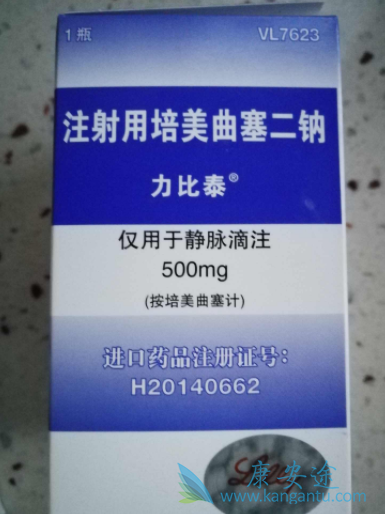 1瓶 VL7623
注射用培美曲塞二钠
力比泰®
仅用于静脉滴注
500mg
(按培美曲塞计)
进口药品注册证号:
H20140662
康安途
www.kangantu.com